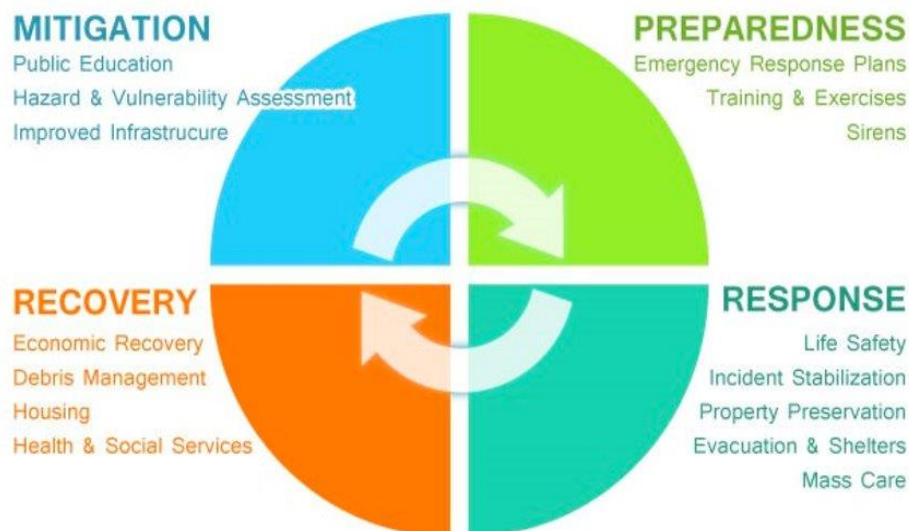 MITIGATION
Public Education
Hazard & Vulnerability Assessment
Improved Infrastrucure
PREPAREDNESS
Emergency Response Plans
Training & Exercises
Sirens
RECOVERY
Economic Recovery
Debris Management
Housing
Health & Social Services
RESPONSE
Life Safety
Incident Stabilization
Property Preservation
Evacuation & Shelters
Mass Care